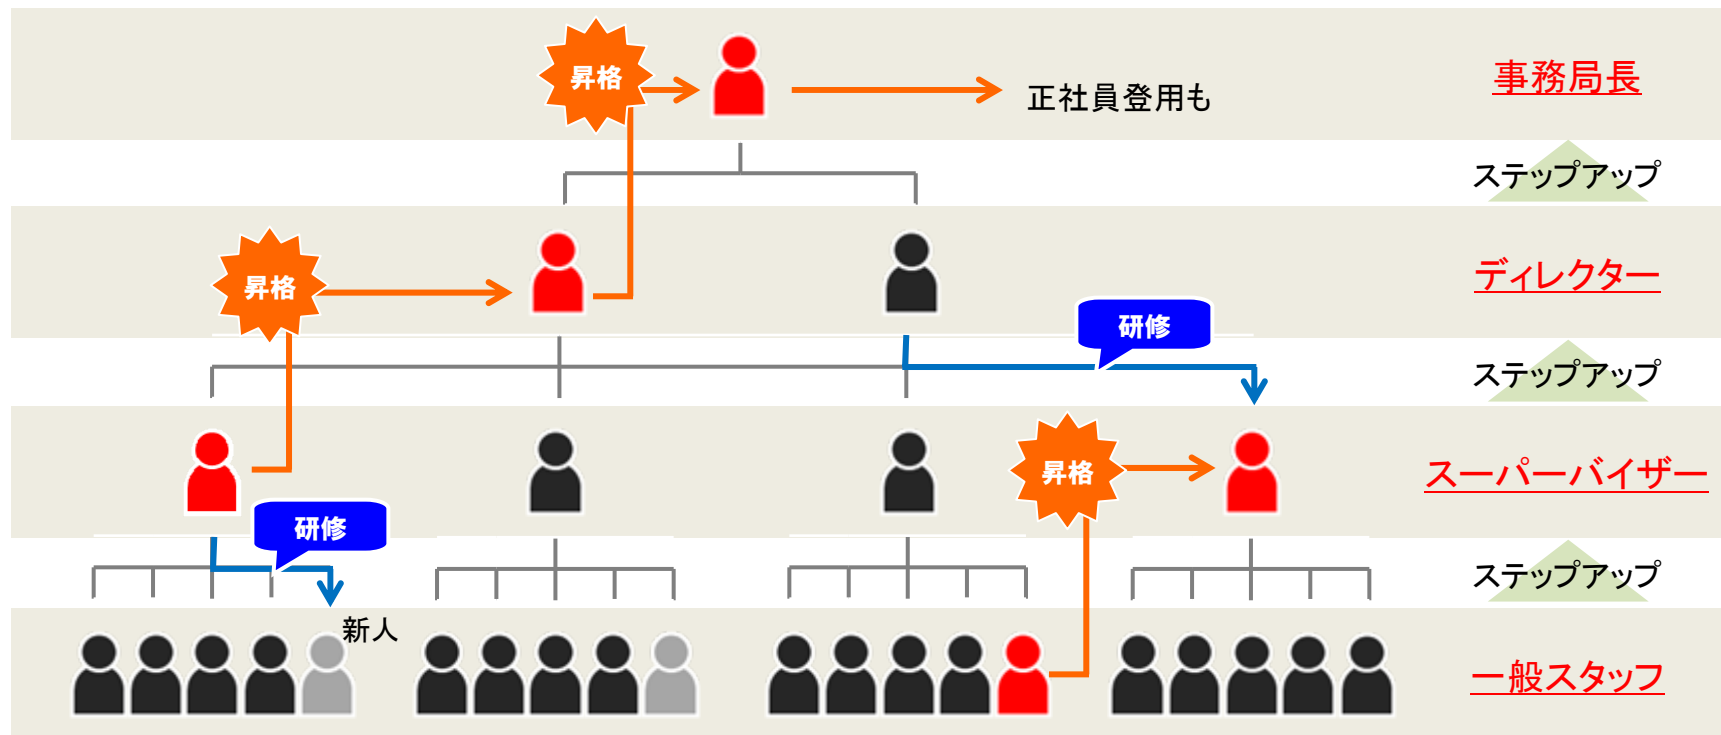 昇格
正社員登用も
事務局長
ステップアップ
昇格
ディレクター
研修
ステップアップ
昇格
スーパーバイザー
研修
ステップアップ
新人
一般スタッフ